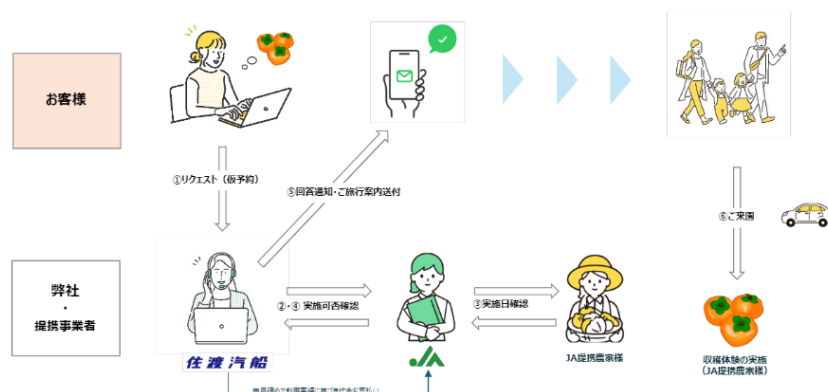 お客様
①リクエスト（仮予約）
⑤回答通知・ご旅行案内送付
⑥ご来園
弊社
・
提携事業者
②・④ 実施可否確認
③実施日確認
佐渡汽船
JA
JA提携農家様
収穫体験の実施
（JA提携農家様）